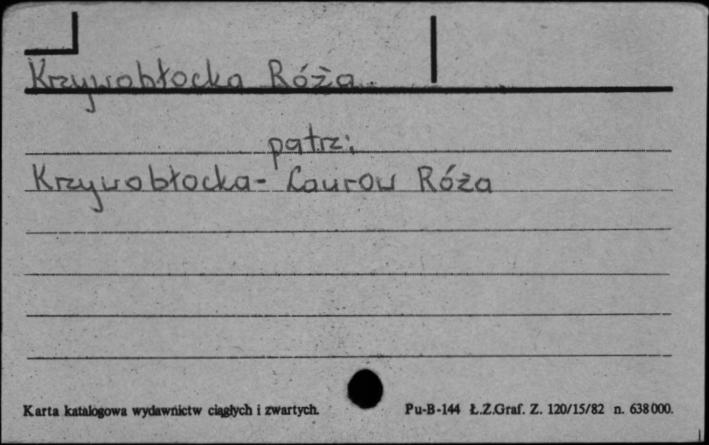 Krzywobłocka Róża.
patrz:
Krzywobłocka-Laurow Róża
Karta katalogowa wydawnictw ciągłych i zwartych. Pu-B-144 Ł.Z.Graf. Z. 120/15/82 n. 638000.